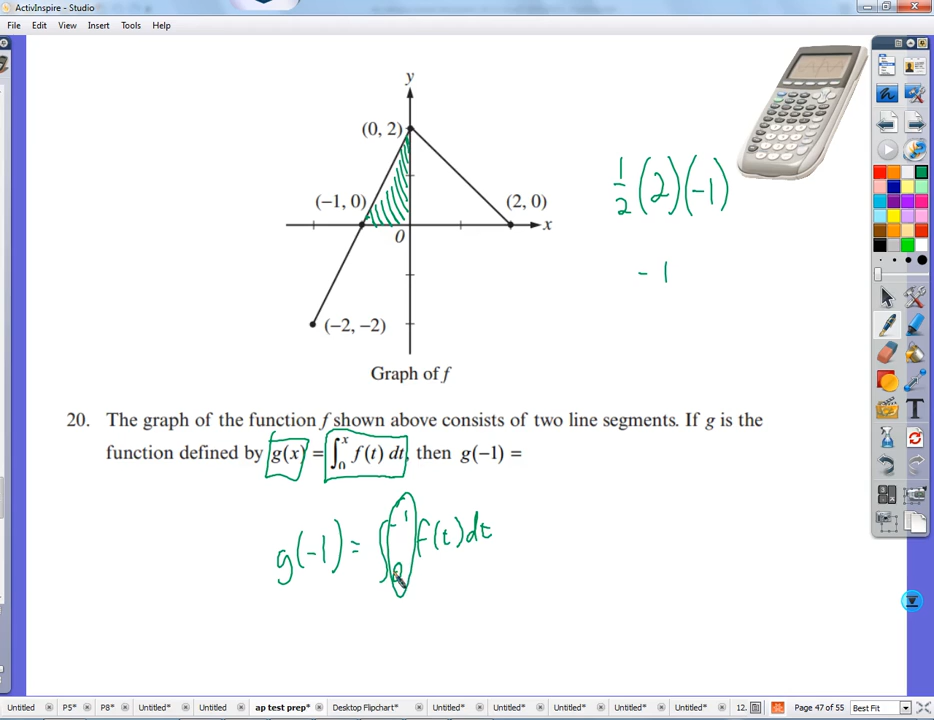 ActivInspire - Studio
File Edit View Insert Tools Help
y
(0, 2)
(−1, 0)
(2, 0)
x
O
(−2, −2)
1/2 (2)(-1)
- 1
Graph of f
20. The graph of the function f shown above consists of two line segments. If g is the
function defined by g(x) = ∫₀ˣ f(t) dt, then g(−1) =
g(-1) = ∫₀⁻¹ f(t)dt
Untitled P5* P8* Untitled* Untitled ap test prep* Desktop Flipchart* Untitled* Untitled* Untitled* Untitled* Untitled* 12. Page 47 of 55 Best Fit